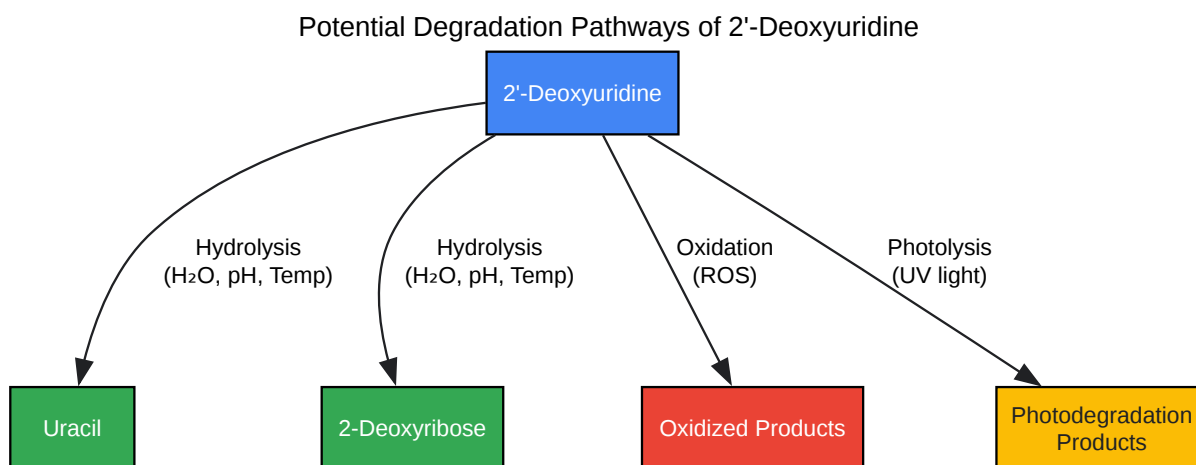 Potential Degradation Pathways of 2'-Deoxyuridine
2'-Deoxyuridine
Hydrolysis
(H₂O, pH, Temp)
Hydrolysis
(H₂O, pH, Temp)
Oxidation
(ROS)
Photolysis
(UV light)
Uracil
2-Deoxyribose
Oxidized Products
Photodegradation
Products